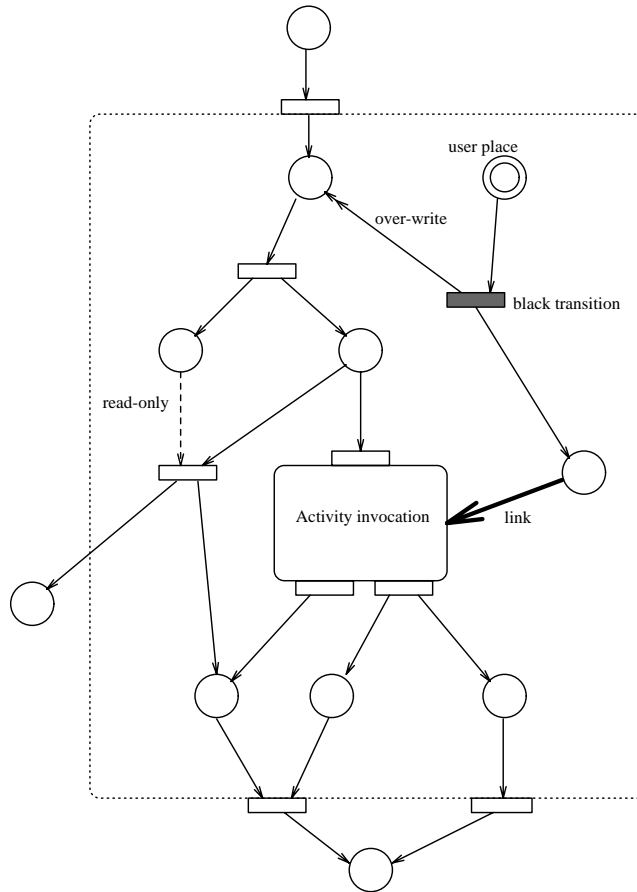 user place
over-write
black transition
read-only
Activity invocation
link